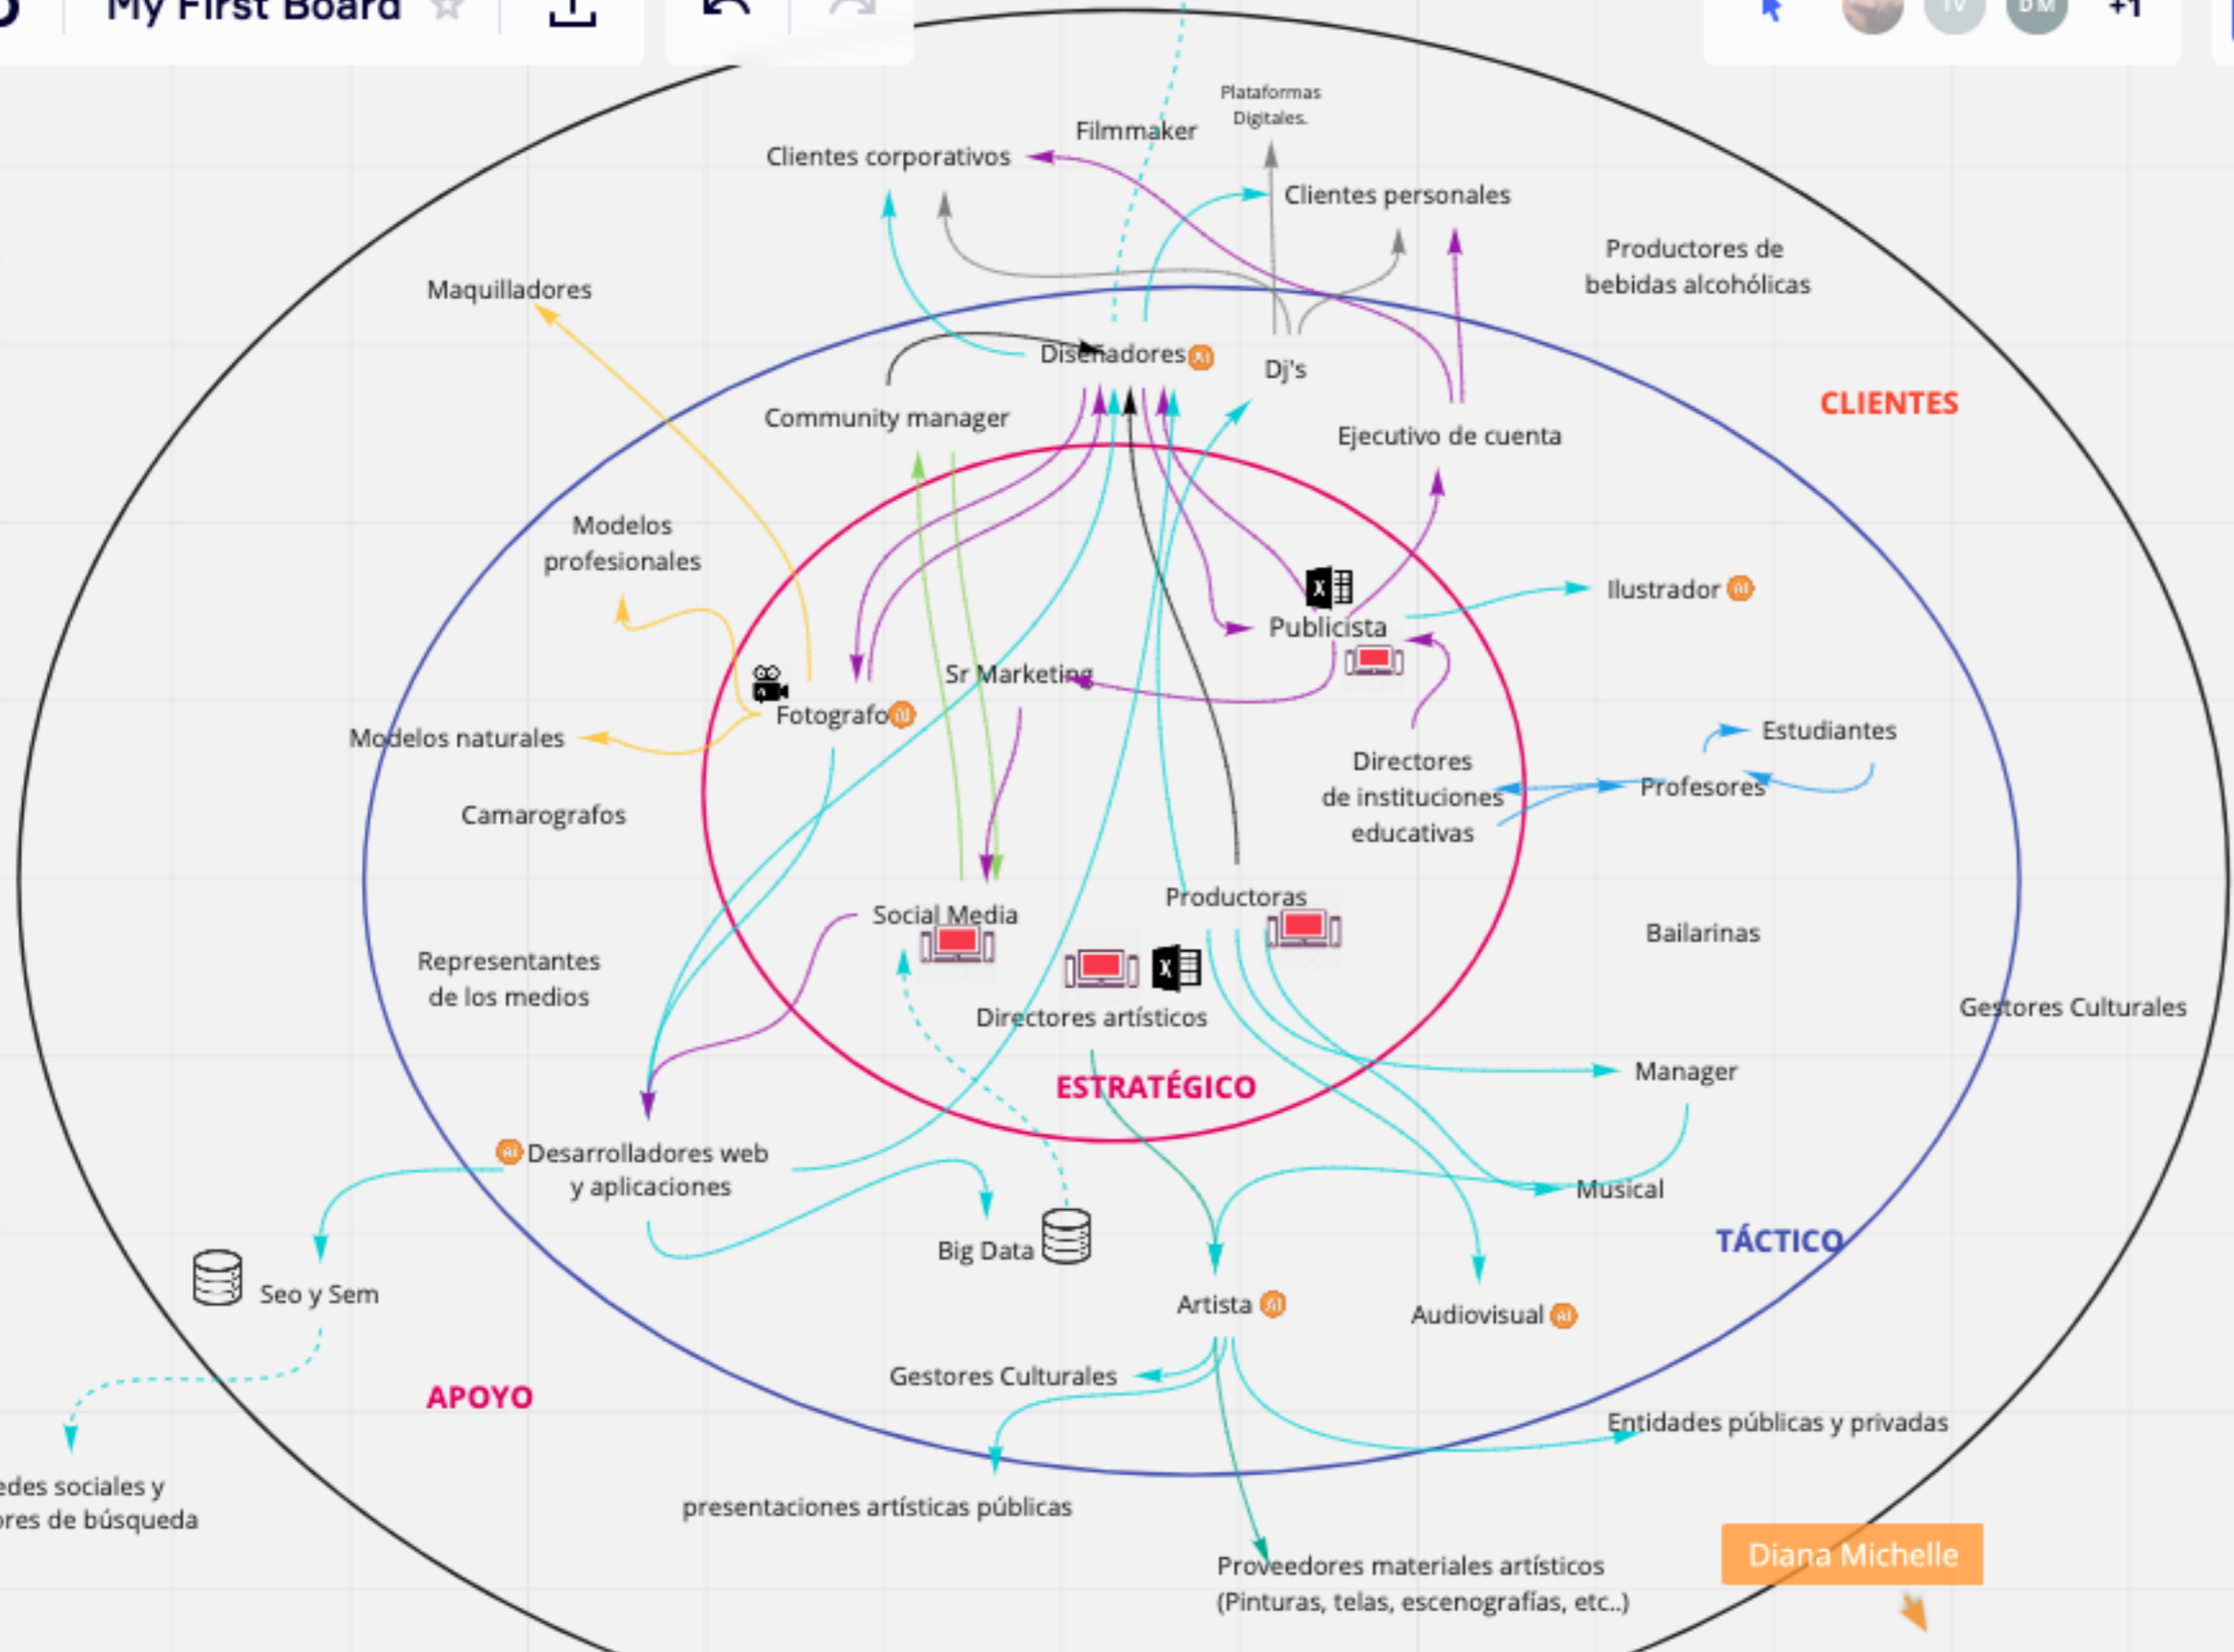 My First Board
TV
DM
+1
Plataformas
Digitales.
Filmmaker
Clientes corporativos
Clientes personales
Productores de
bebidas alcohólicas
Maquilladores
Diseñadores
Dj's
CLIENTES
Community manager
Ejecutivo de cuenta
Modelos
profesionales
Ilustrador
Publicista
Sr Marketing
Fotografo
Modelos naturales
Estudiantes
Directores
de instituciones
educativas
Profesores
Camarografos
Productoras
Social Media
Bailarinas
Representantes
de los medios
Gestores Culturales
Directores artísticos
Manager
ESTRATÉGICO
Desarrolladores web
y aplicaciones
Musical
TÁCTICO
Big Data
Seo y Sem
Artista
Audiovisual
Gestores Culturales
APOYO
Entidades públicas y privadas
edes sociales y
ores de búsqueda
presentaciones artísticas públicas
Diana Michelle
Proveedores materiales artísticos
(Pinturas, telas, escenografías, etc..)